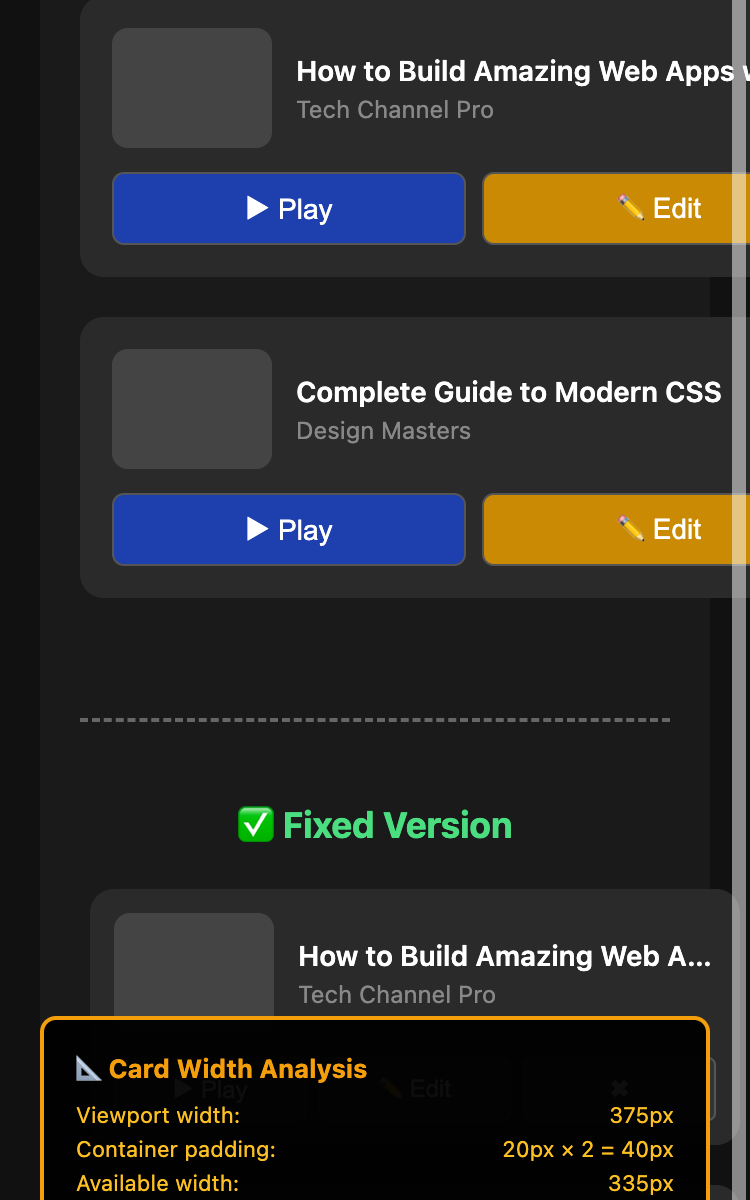 How to Build Amazing Web Apps
Tech Channel Pro
▶ Play
✏️ Edit
Complete Guide to Modern CSS
Design Masters
▶ Play
✏️ Edit
✅ Fixed Version
How to Build Amazing Web A...
Tech Channel Pro
▶ Play
✏️ Edit
✖
📐 Card Width Analysis
Viewport width: 375px
Container padding: 20px × 2 = 40px
Available width: 335px